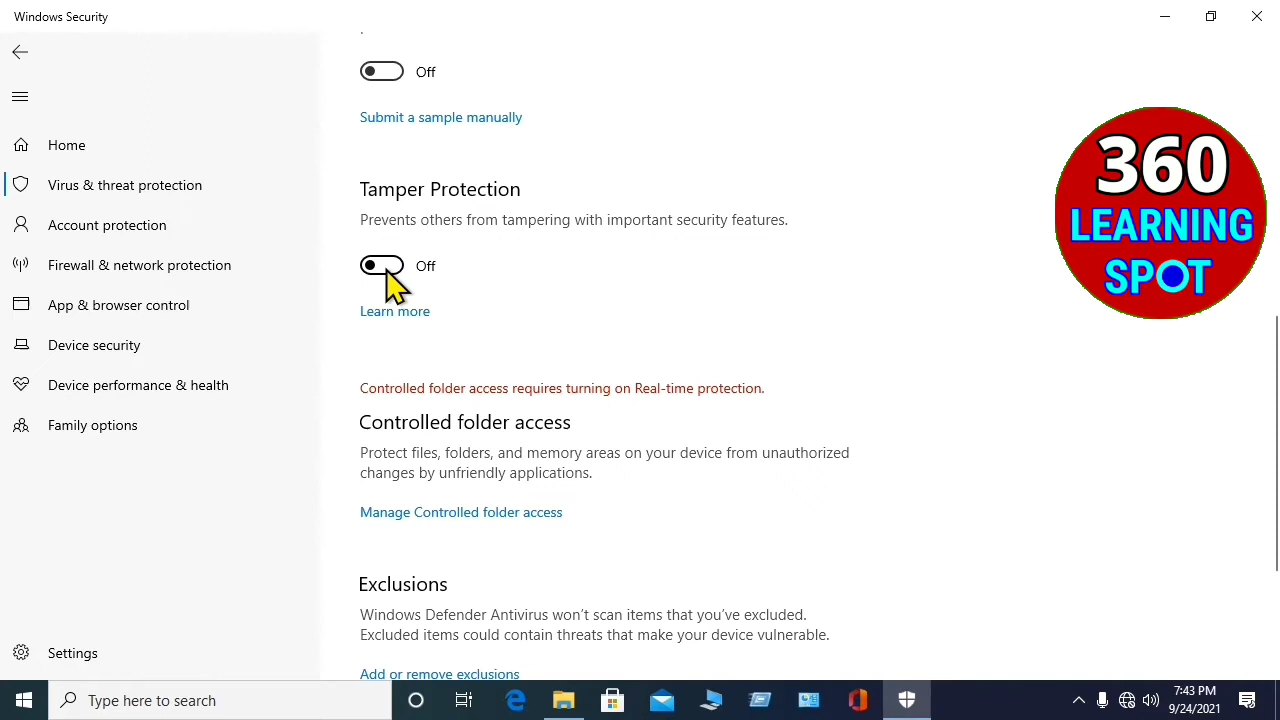 Windows Security
Off
Submit a sample manually
Home
Virus & threat protection
Account protection
Firewall & network protection
App & browser control
Device security
Device performance & health
Family options
Settings
Tamper Protection
Prevents others from tampering with important security features.
Off
Learn more
Controlled folder access requires turning on Real-time protection.
Controlled folder access
Protect files, folders, and memory areas on your device from unauthorized
changes by unfriendly applications.
Manage Controlled folder access
Exclusions
Windows Defender Antivirus won't scan items that you've excluded.
Excluded items could contain threats that make your device vulnerable.
Add or remove exclusions
360
LEARNING
SPOT
Type here to search
7:43 PM
9/24/2021